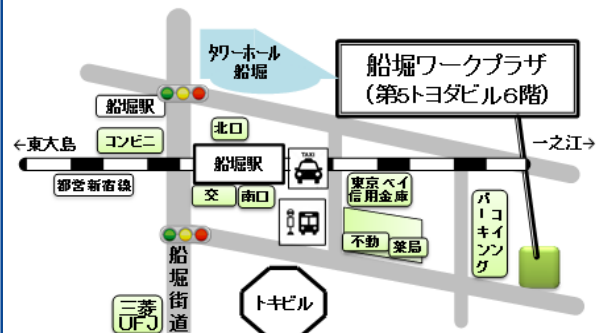 タワーホール
船堀
船堀ワークプラザ
(第5トヨダビル6階)
船堀駅
コンビニ
北口
←東大島
一之江→
船堀駅
TAXI
都営新宿線
交
南口
東京ベイ
信用金庫
不動
薬局
コイン
パーキング
船堀街道
三菱
UFJ
トキビル